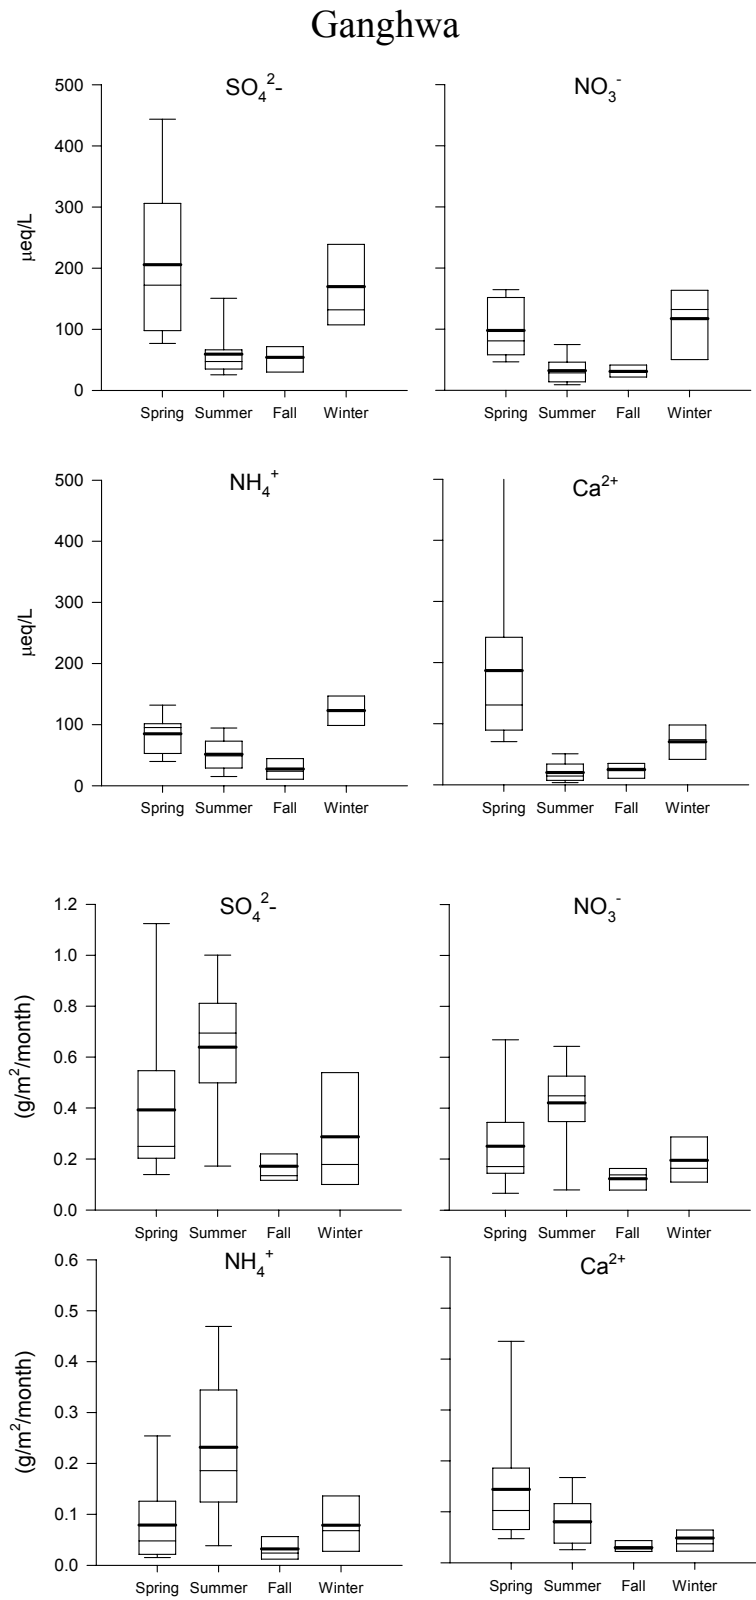 Ganghwa
SO₄²- NO₃⁻
500
400
300
200
100
0
μeq/L
Spring Summer Fall Winter Spring Summer Fall Winter
NH₄⁺ Ca²⁺
500
400
300
200
100
0
μeq/L
Spring Summer Fall Winter Spring Summer Fall Winter
SO₄²- NO₃⁻
1.2
1.0
0.8
0.6
0.4
0.2
0.0
(g/m²/month)
Spring Summer Fall Winter Spring Summer Fall Winter
NH₄⁺ Ca²⁺
0.6
0.5
0.4
0.3
0.2
0.1
0.0
(g/m²/month)
Spring Summer Fall Winter Spring Summer Fall Winter